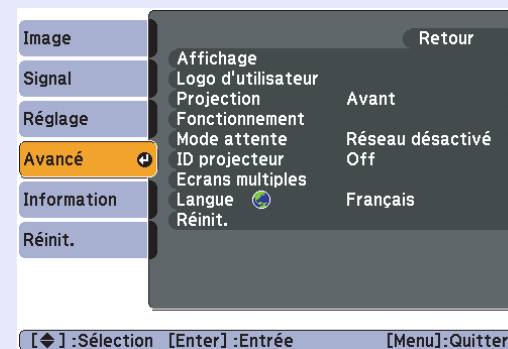 Image
Signal
Réglage
Avancé
Information
Réinit.
Retour
Affichage
Logo d'utilisateur
Projection Avant
Fonctionnement
Mode attente Réseau désactivé
ID projecteur Off
Ecrans multiples
Langue Français
Réinit.
[◆] :Sélection [Enter] :Entrée [Menu]:Quitter